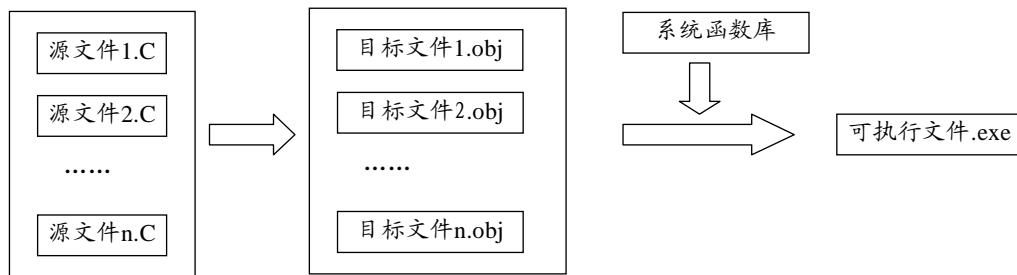 源文件1.C
源文件2.C
……
源文件n.C
目标文件1.obj
目标文件2.obj
……
目标文件n.obj
系统函数库
可执行文件.exe